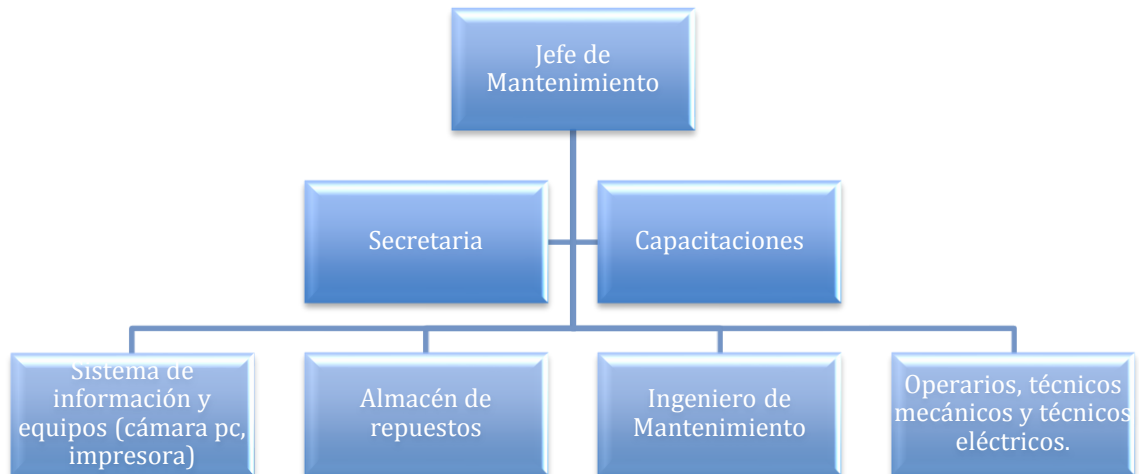 Jefe de
Mantenimiento
Secretaria
Capacitaciones
Sistema de
información y
equipos (cámara pc,
impresora)
Almacén de
repuestos
Ingeniero de
Mantenimiento
Operarios, técnicos
mecánicos y técnicos
eléctricos.